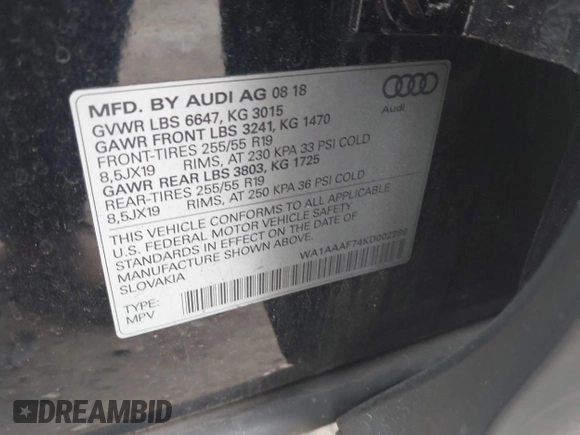 MFD. BY AUDI AG 08 18
GVWR LBS 6647, KG 3015
GAWR FRONT LBS 3241, KG 1470
FRONT-TIRES 255/55 R19
8,5JX19 RIMS, AT 230 KPA 33 PSI COLD
GAWR REAR LBS 3803, KG 1725
REAR-TIRES 255/55 R19
8,5JX19 RIMS, AT 250 KPA 36 PSI COLD
THIS VEHICLE CONFORMS TO ALL APPLICABLE
U.S. FEDERAL MOTOR VEHICLE SAFETY
STANDARDS IN EFFECT ON THE DATE OF
MANUFACTURE SHOWN ABOVE.
SLOVAKIA
WA1AAAF74KD002299
TYPE:
MPV
Audi
DREAMBID